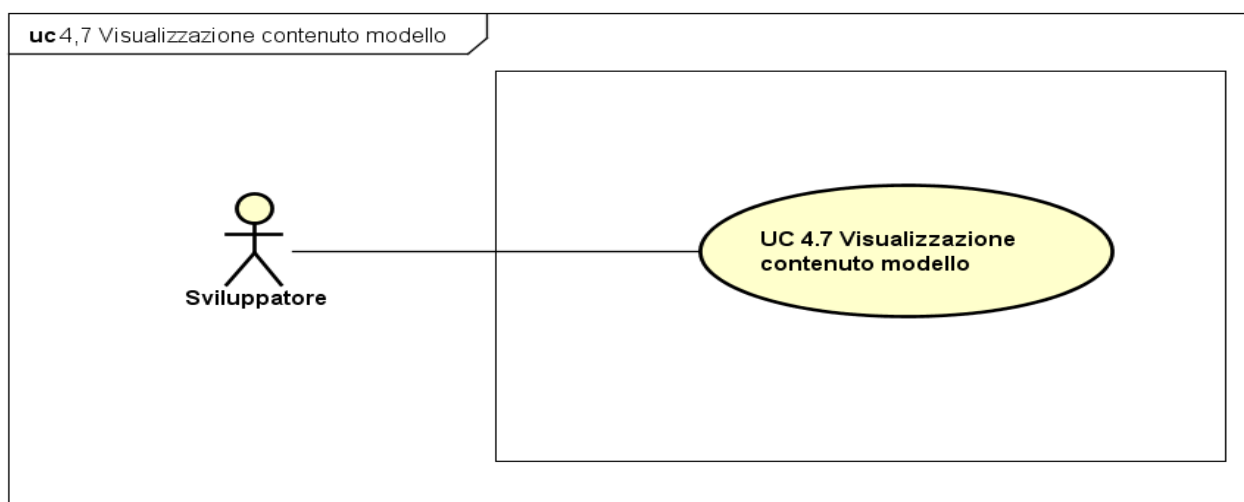 uc 4,7 Visualizzazione contenuto modello
UC 4.7 Visualizzazione
contenuto modello
Sviluppatore